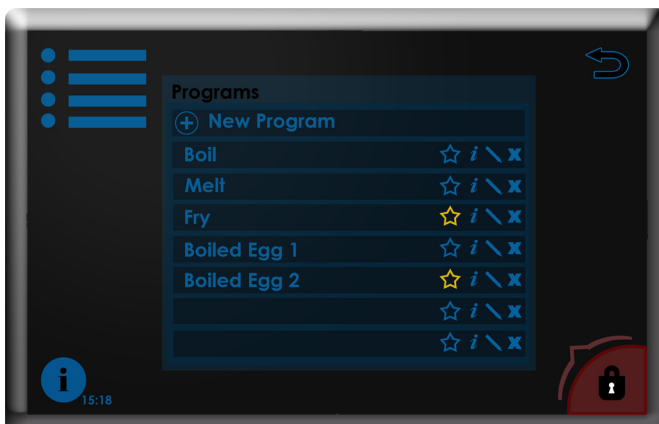 Programs
New Program
Boil
Melt
Fry
Boiled Egg 1
Boiled Egg 2
i 15:18